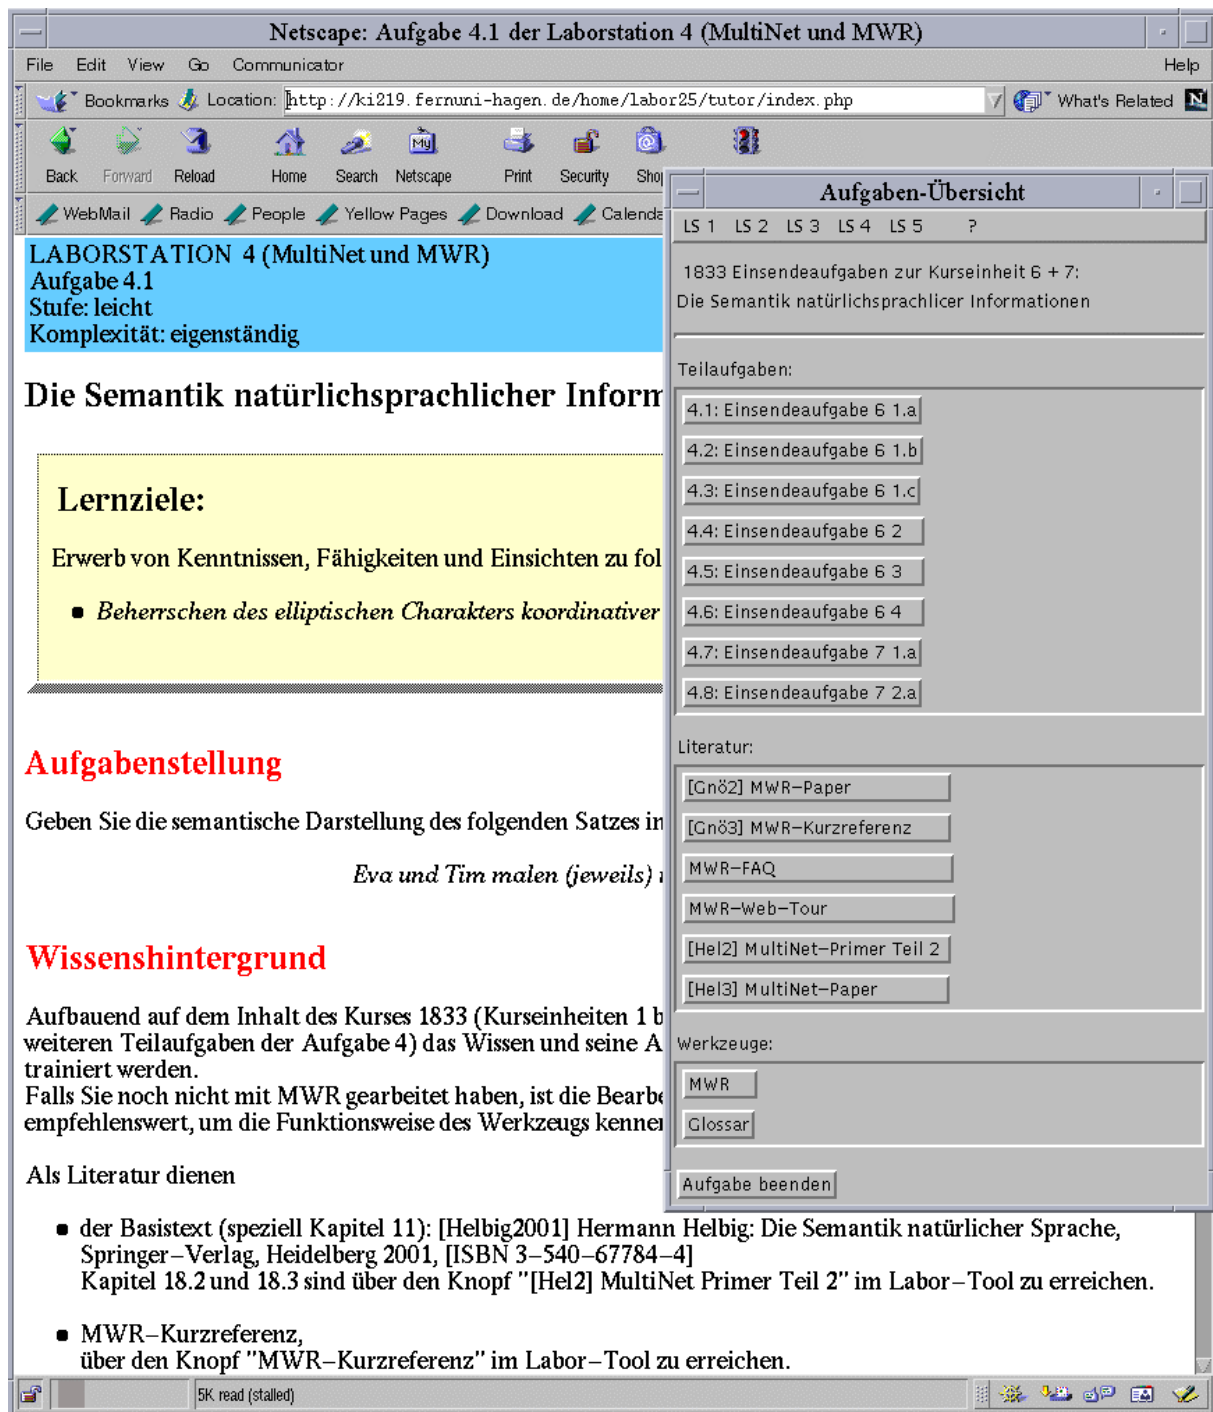 Netscape: Aufgabe 4.1 der Laborstation 4 (MultiNet und MWR)
File Edit View Go Communicator Help
Bookmarks Location: http://ki219.fernuni-hagen.de/home/labor25/tutor/index.php What's Related N
My
Back Forward Reload Home Search Netscape Print Security Shop
WebMail Radio People Yellow Pages Download Calenda
LABORSTATION 4 (MultiNet und MWR)
Aufgabe 4.1
Stufe: leicht
Komplexität: eigenständig
Die Semantik natürlichsprachlicher Inform
Lernziele:
Erwerb von Kenntnissen, Fähigkeiten und Einsichten zu fol
Beherrschen des elliptischen Charakters koordinativer
Aufgabenstellung
Geben Sie die semantische Darstellung des folgenden Satzes in
Eva und Tim malen (jeweils)
Wissenshintergrund
Aufbauend auf dem Inhalt des Kurses 1833 (Kurseinheiten 1 b
weiteren Teilaufgaben der Aufgabe 4) das Wissen und seine A
trainiert werden.
Falls Sie noch nicht mit MWR gearbeitet haben, ist die Bearbe
empfehlenswert, um die Funktionsweise des Werkzeugs kenne
Als Literatur dienen
der Basistext (speziell Kapitel 11): [Helbig2001] Hermann Helbig: Die Semantik natürlicher Sprache,
Springer-Verlag, Heidelberg 2001, [ISBN 3-540-67784-4]
Kapitel 18.2 und 18.3 sind über den Knopf "[Hel2] MultiNet Primer Teil 2" im Labor-Tool zu erreichen.
MWR-Kurzreferenz,
über den Knopf "MWR-Kurzreferenz" im Labor-Tool zu erreichen.
5K read (stalled)
Aufgaben-Übersicht
LS 1 LS 2 LS 3 LS 4 LS 5 ?
1833 Einsendeaufgaben zur Kurseinheit 6 + 7:
Die Semantik natürlichsprachlicer Informationen
Teilaufgaben:
4.1: Einsendeaufgabe 6 1.a
4.2: Einsendeaufgabe 6 1.b
4.3: Einsendeaufgabe 6 1.c
4.4: Einsendeaufgabe 6 2
4.5: Einsendeaufgabe 6 3
4.6: Einsendeaufgabe 6 4
4.7: Einsendeaufgabe 7 1.a
4.8: Einsendeaufgabe 7 2.a
Literatur:
[Gnö2] MWR-Paper
[Gnö3] MWR-Kurzreferenz
MWR-FAQ
MWR-Web-Tour
[Hel2] MultiNet-Primer Teil 2
[Hel3] MultiNet-Paper
Werkzeuge:
MWR
Glossar
Aufgabe beenden